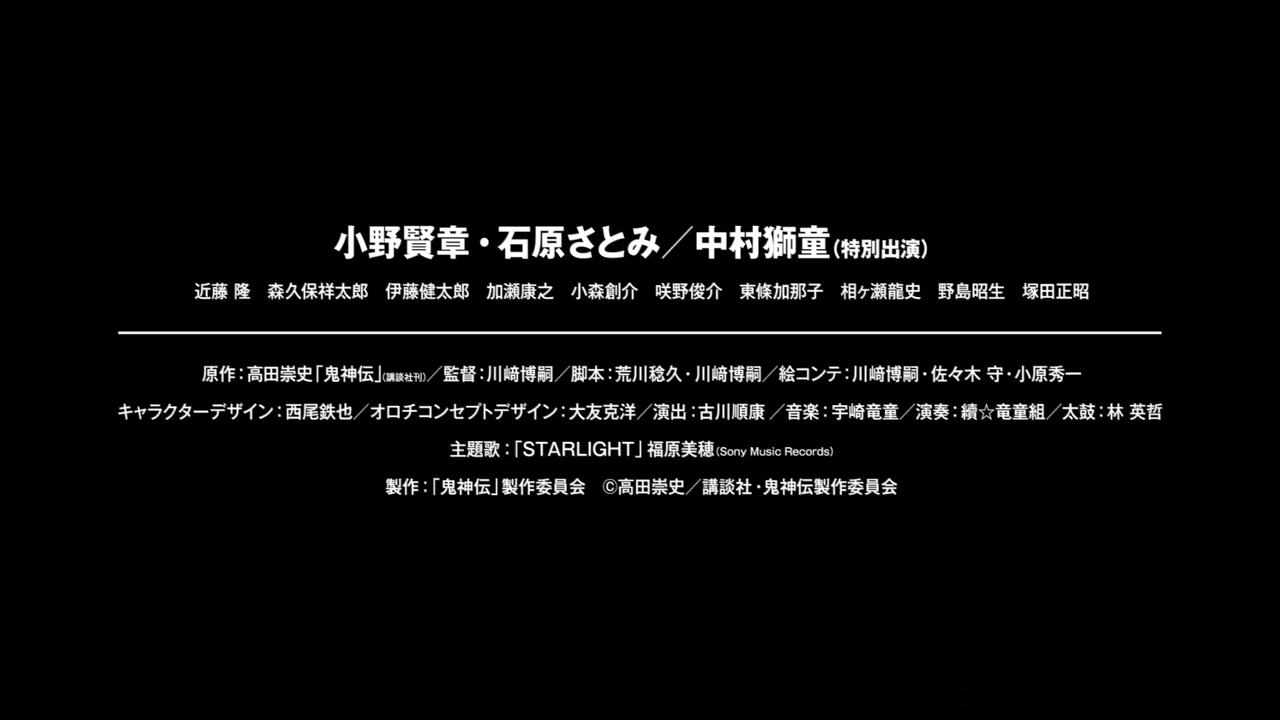 小野賢章・石原さとみ／中村獅童(特別出演)
近藤 隆　森久保祥太郎　伊藤健太郎　加瀬康之　小森創介　咲野俊介　東條加那子　相ヶ瀬龍史　野島昭生　塚田正昭
原作：高田崇史「鬼神伝」(講談社刊)／監督：川﨑博嗣／脚本：荒川稔久・川﨑博嗣／絵コンテ：川﨑博嗣・佐々木 守・小原秀一
キャラクターデザイン：西尾鉄也／オロチコンセプトデザイン：大友克洋／演出：古川順康／音楽：宇崎竜童／演奏：續☆竜童組／太鼓：林 英哲
主題歌：「STARLIGHT」福原美穂(Sony Music Records)
製作：「鬼神伝」製作委員会　©高田崇史／講談社・鬼神伝製作委員会